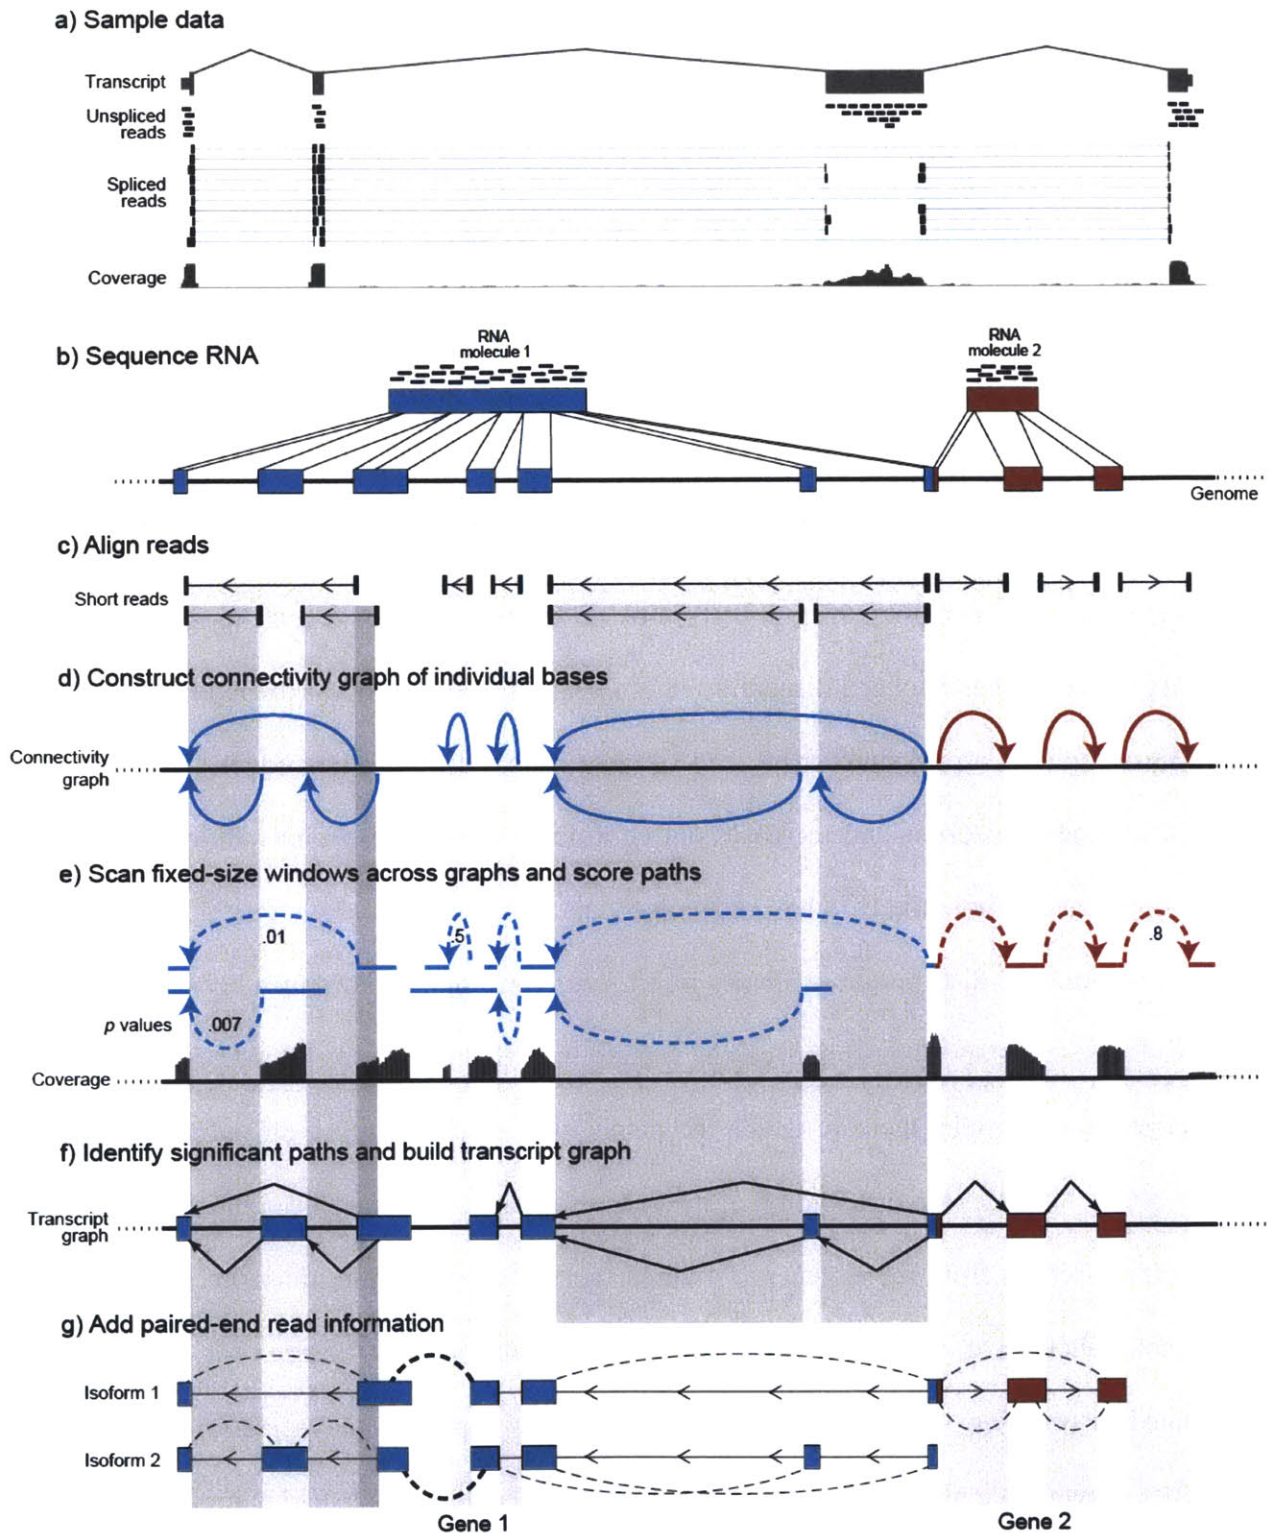 a) Sample data
Transcript
Unspliced
reads
Spliced
reads
Coverage
b) Sequence RNA
RNA
molecule 1
RNA
molecule 2
Genome
c) Align reads
Short reads
d) Construct connectivity graph of individual bases
Connectivity
graph
e) Scan fixed-size windows across graphs and score paths
.01
.5
.8
.007
p values
Coverage
f) Identify significant paths and build transcript graph
Transcript
graph
g) Add paired-end read information
Isoform 1
Isoform 2
Gene 1
Gene 2